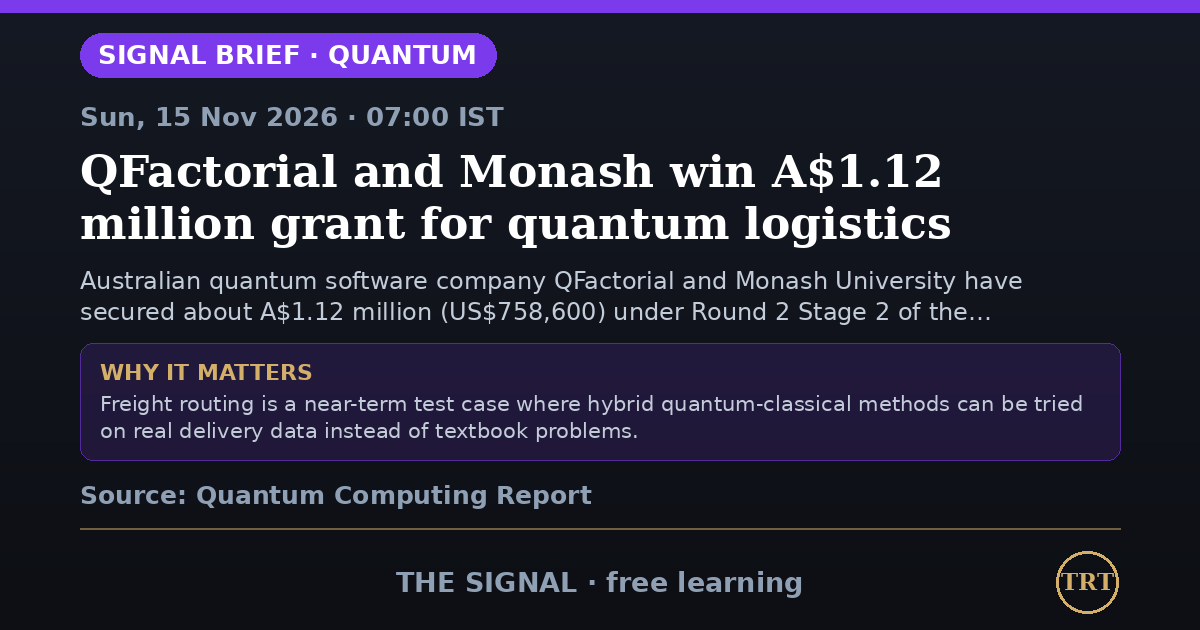 SIGNAL BRIEF · QUANTUM
Sun, 15 Nov 2026 · 07:00 IST
QFactorial and Monash win A$1.12
million grant for quantum logistics
Australian quantum software company QFactorial and Monash University have
secured about A$1.12 million (US$758,600) under Round 2 Stage 2 of the...
WHY IT MATTERS
Freight routing is a near-term test case where hybrid quantum-classical methods can be tried
on real delivery data instead of textbook problems.
Source: Quantum Computing Report
THE SIGNAL · free learning
TRT